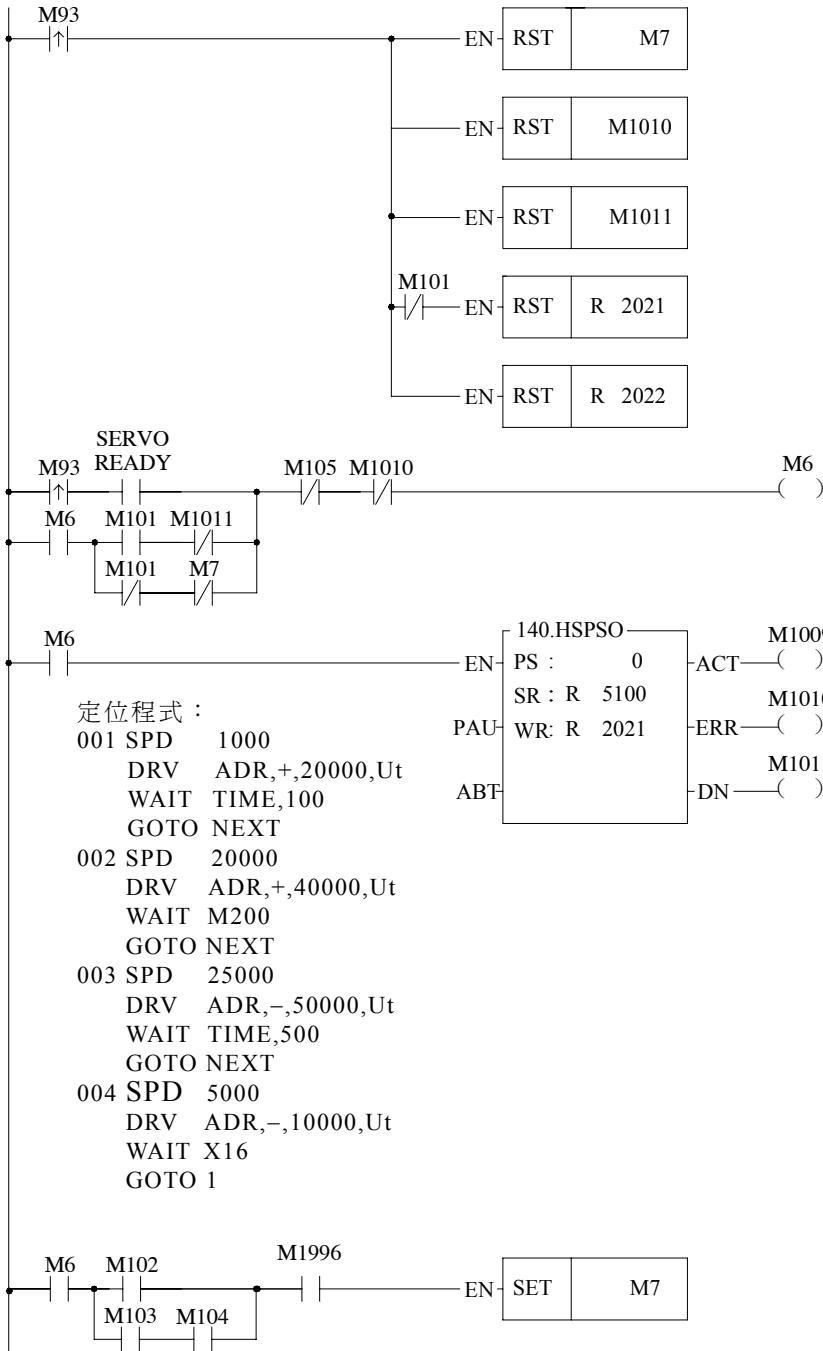 M93
EN RST M7
EN RST M1010
EN RST M1011
M101
EN RST R 2021
EN RST R 2022
SERVO
M93 READY M105 M1010 M6
M6 M101 M1011
M101 M7
M6
140.HSPSO M1009
EN PS : 0 ACT
SR : R 5100 M1010
PAU WR: R 2021 ERR
M101
ABT DN
定位程式：
001 SPD 1000
DRV ADR,+,20000,Ut
WAIT TIME,100
GOTO NEXT
002 SPD 20000
DRV ADR,+,40000,Ut
WAIT M200
GOTO NEXT
003 SPD 25000
DRV ADR,−,50000,Ut
WAIT TIME,500
GOTO NEXT
004 SPD 5000
DRV ADR,−,10000,Ut
WAIT X16
GOTO 1
M6 M102 M1996
EN SET M7
M103 M104